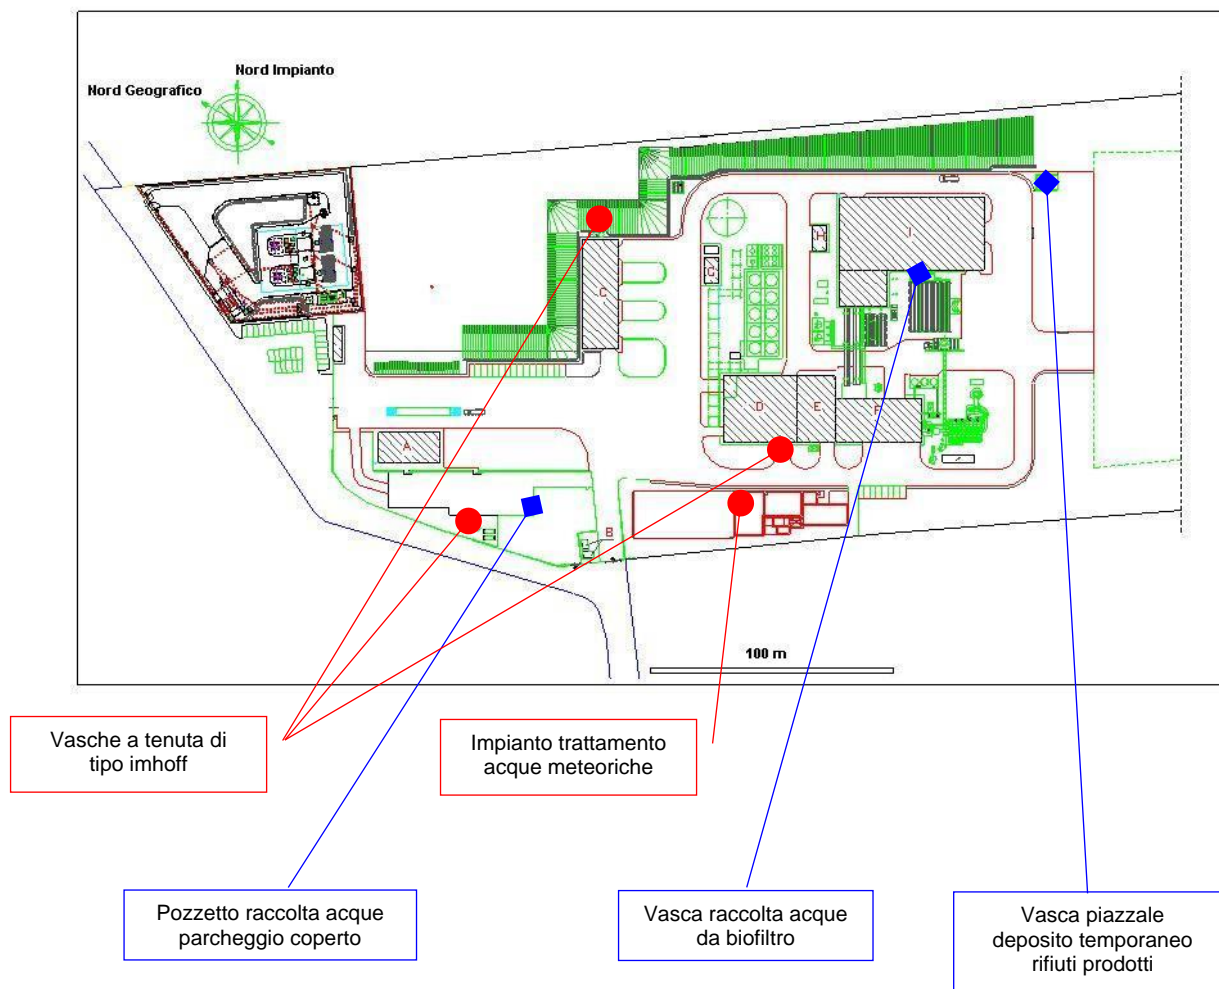 Nord Impianto
Nord Geografico
H
I
G
C
D
E
F
A
B
100 m
Vasche a tenuta di
tipo imhoff
Impianto trattamento
acque meteoriche
Pozzetto raccolta acque
parcheggio coperto
Vasca raccolta acque
da biofiltro
Vasca piazzale
deposito temporaneo
rifiuti prodotti